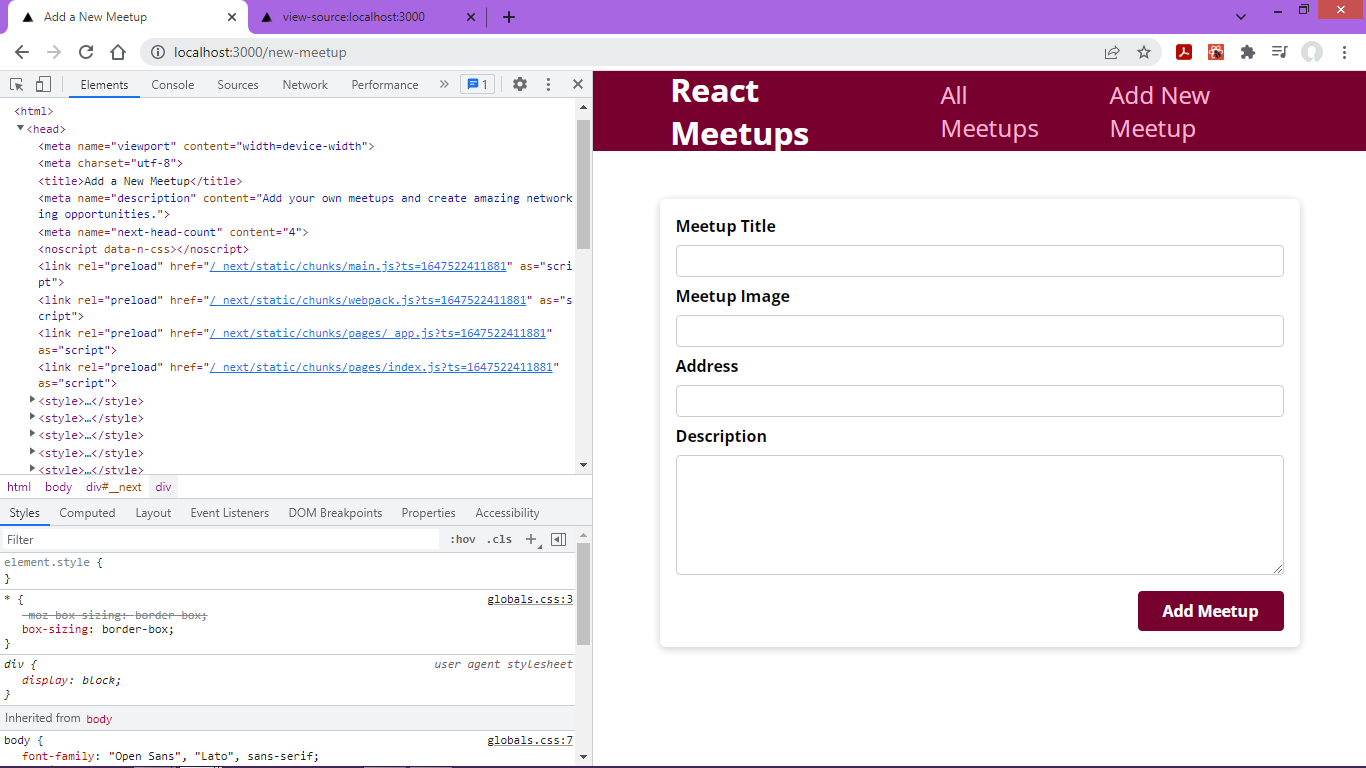 Add a New Meetup
view-source:localhost:3000
localhost:3000/new-meetup
Elements Console Sources Network Performance » 1
<html>
<head>
<meta name="viewport" content="width=device-width">
<meta charset="utf-8">
<title>Add a New Meetup</title>
<meta name="description" content="Add your own meetups and create amazing network
ing opportunities.">
<meta name="next-head-count" content="4">
<noscript data-n-css></noscript>
<link rel="preload" href="/_next/static/chunks/main.js?ts=1647522411881" as="scri
pt">
<link rel="preload" href="/_next/static/chunks/webpack.js?ts=1647522411881" as="s
cript">
<link rel="preload" href="/_next/static/chunks/pages/_app.js?ts=1647522411881"
as="script">
<link rel="preload" href="/_next/static/chunks/pages/index.js?ts=1647522411881"
as="script">
<style>…</style>
<style>…</style>
<style>…</style>
<style>…</style>
<style>…</style>
html body div#__next div
Styles Computed Layout Event Listeners DOM Breakpoints Properties Accessibility
Filter :hov .cls +
element.style {
}
* { globals.css:3
-moz-box-sizing: border-box;
box-sizing: border-box;
}
div { user agent stylesheet
display: block;
}
Inherited from body
body { globals.css:7
font-family: "Open Sans", "Lato", sans-serif;
React
Meetups
All
Meetups
Add New
Meetup
Meetup Title
Meetup Image
Address
Description
Add Meetup